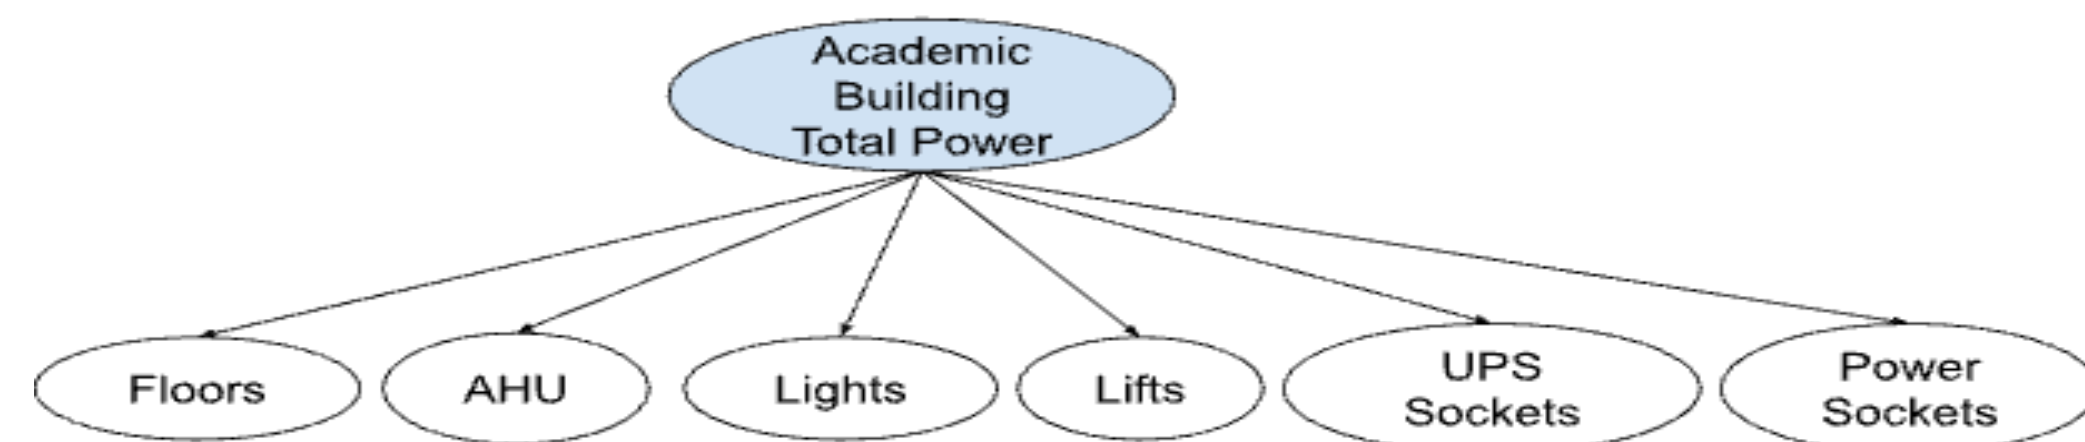 Academic
Building
Total Power
Floors
AHU
Lights
Lifts
UPS
Sockets
Power
Sockets